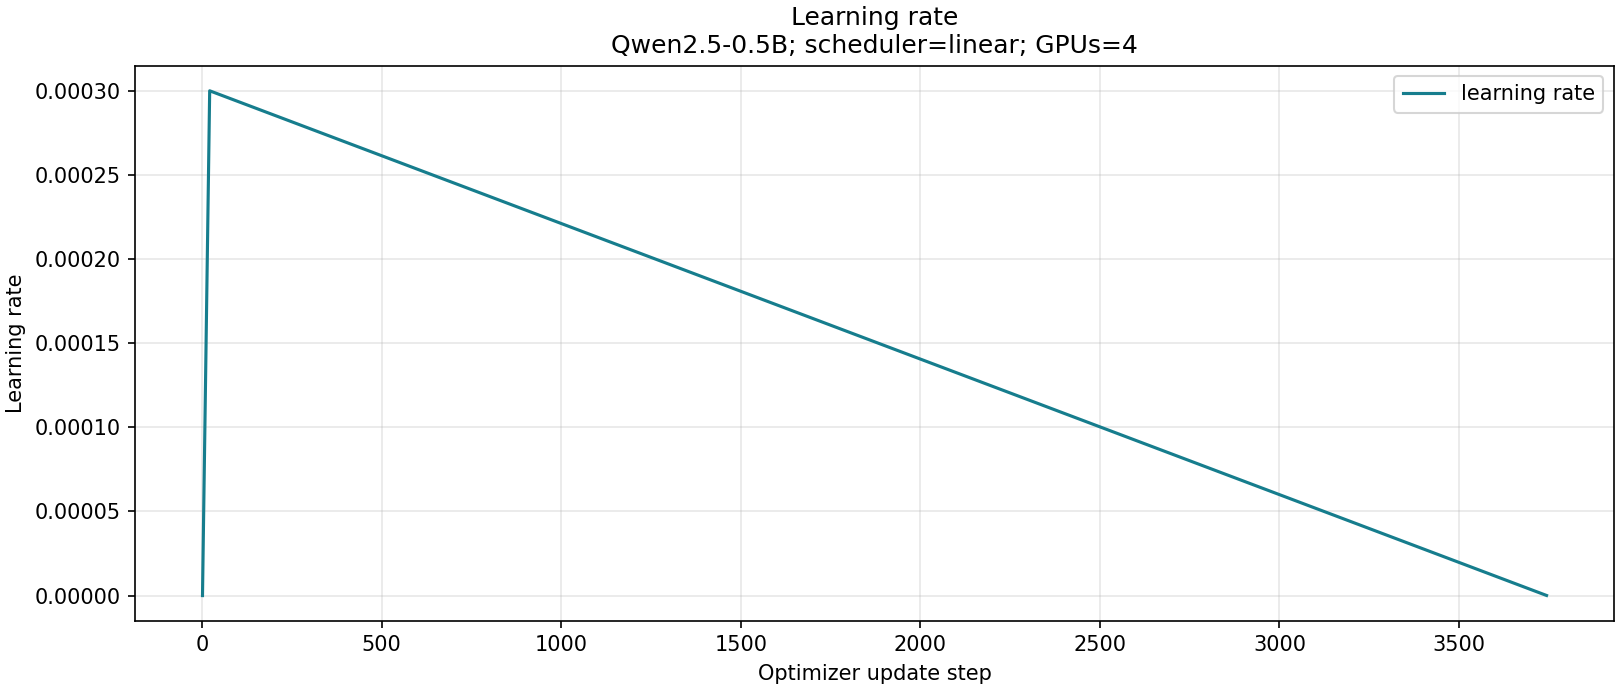 Learning rate
Qwen2.5-0.5B; scheduler=linear; GPUs=4
learning rate
Learning rate
0.00030
0.00025
0.00020
0.00015
0.00010
0.00005
0.00000
0 500 1000 1500 2000 2500 3000 3500
Optimizer update step